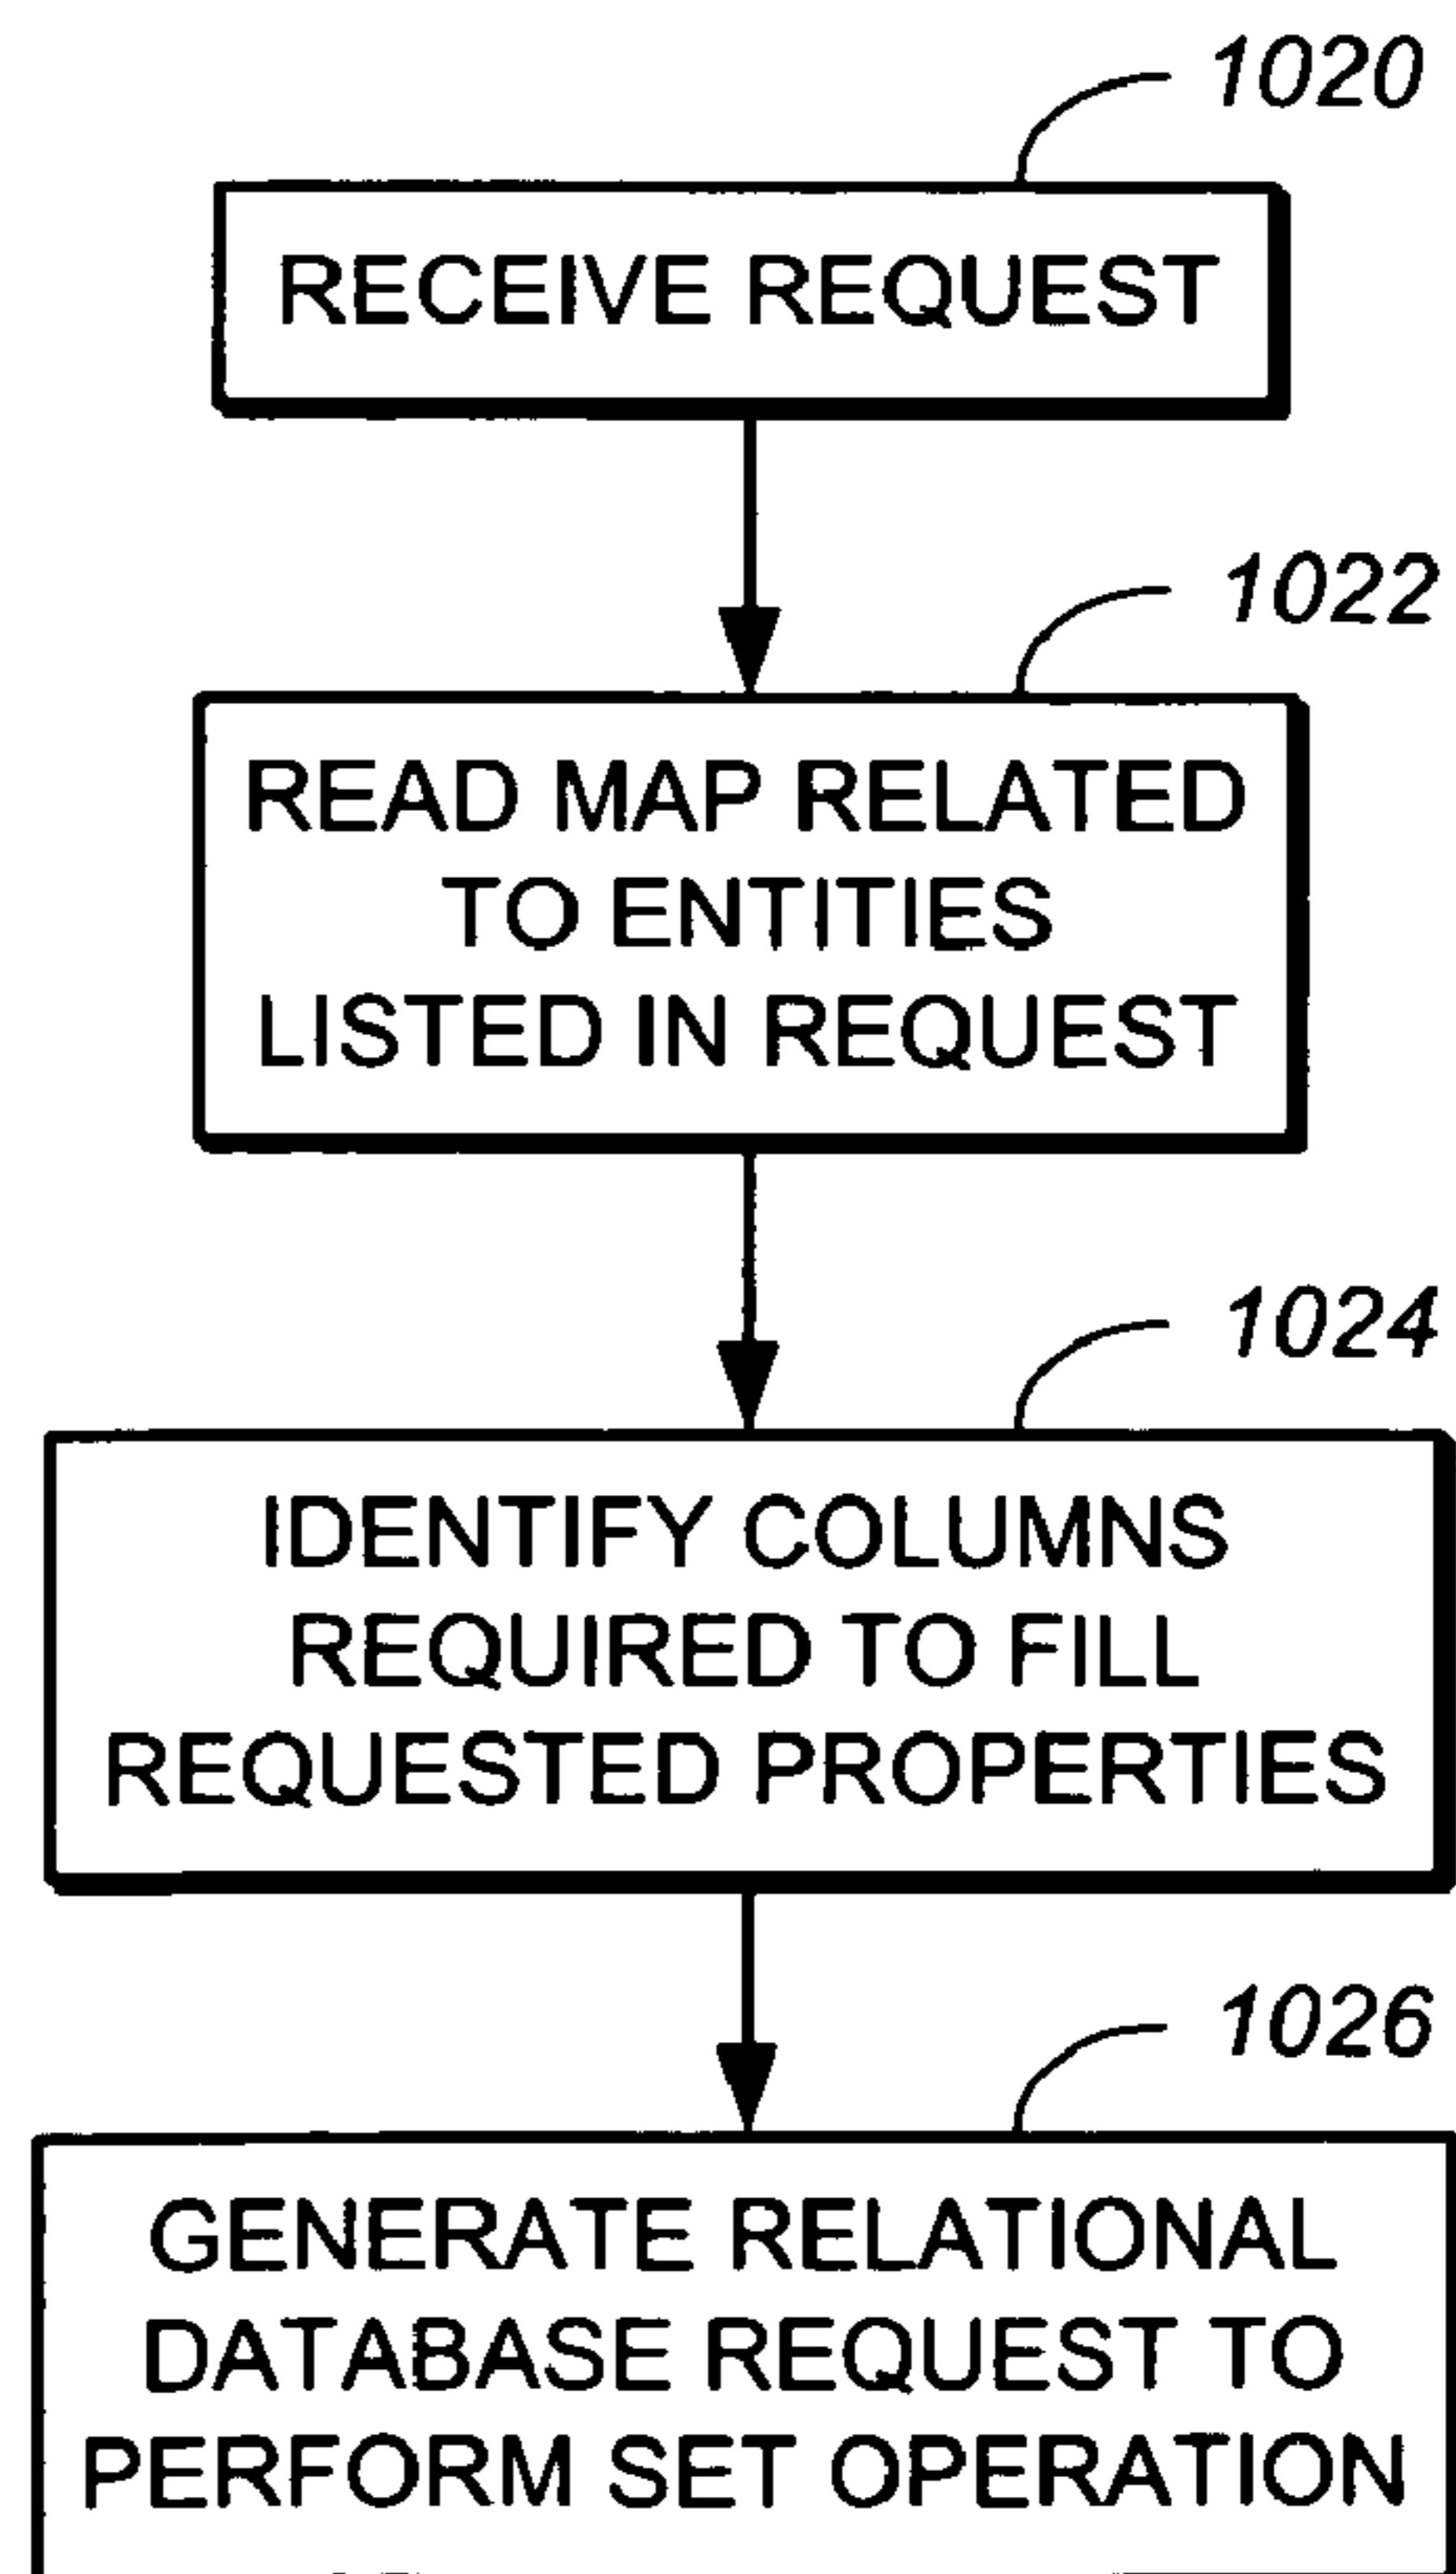 1020
RECEIVE REQUEST
1022
READ MAP RELATED
TO ENTITIES
LISTED IN REQUEST
1024
IDENTIFY COLUMNS
REQUIRED TO FILL
REQUESTED PROPERTIES
1026
GENERATE RELATIONAL
DATABASE REQUEST TO
PERFORM SET OPERATION